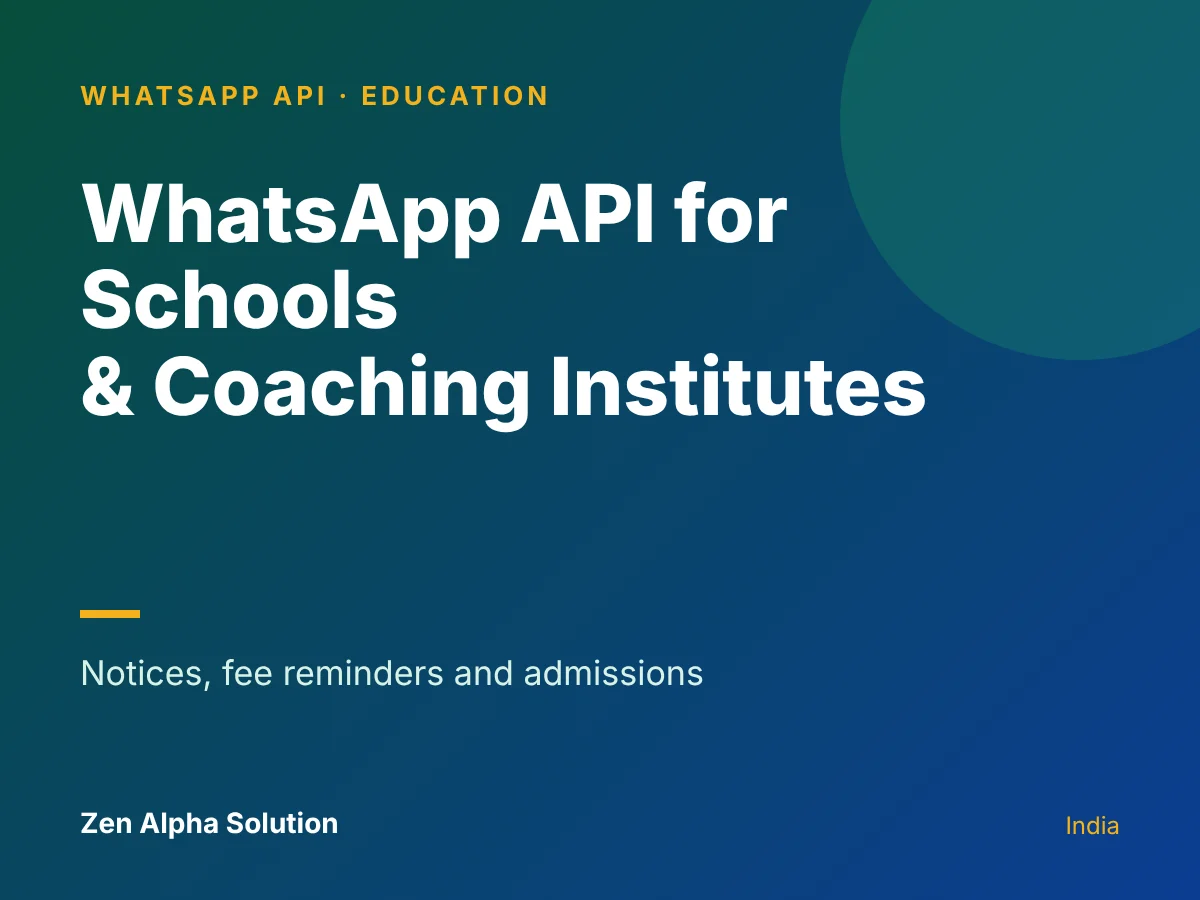 WHATSAPP API · EDUCATION
WhatsApp API for
Schools
& Coaching Institutes
Notices, fee reminders and admissions
Zen Alpha Solution
India